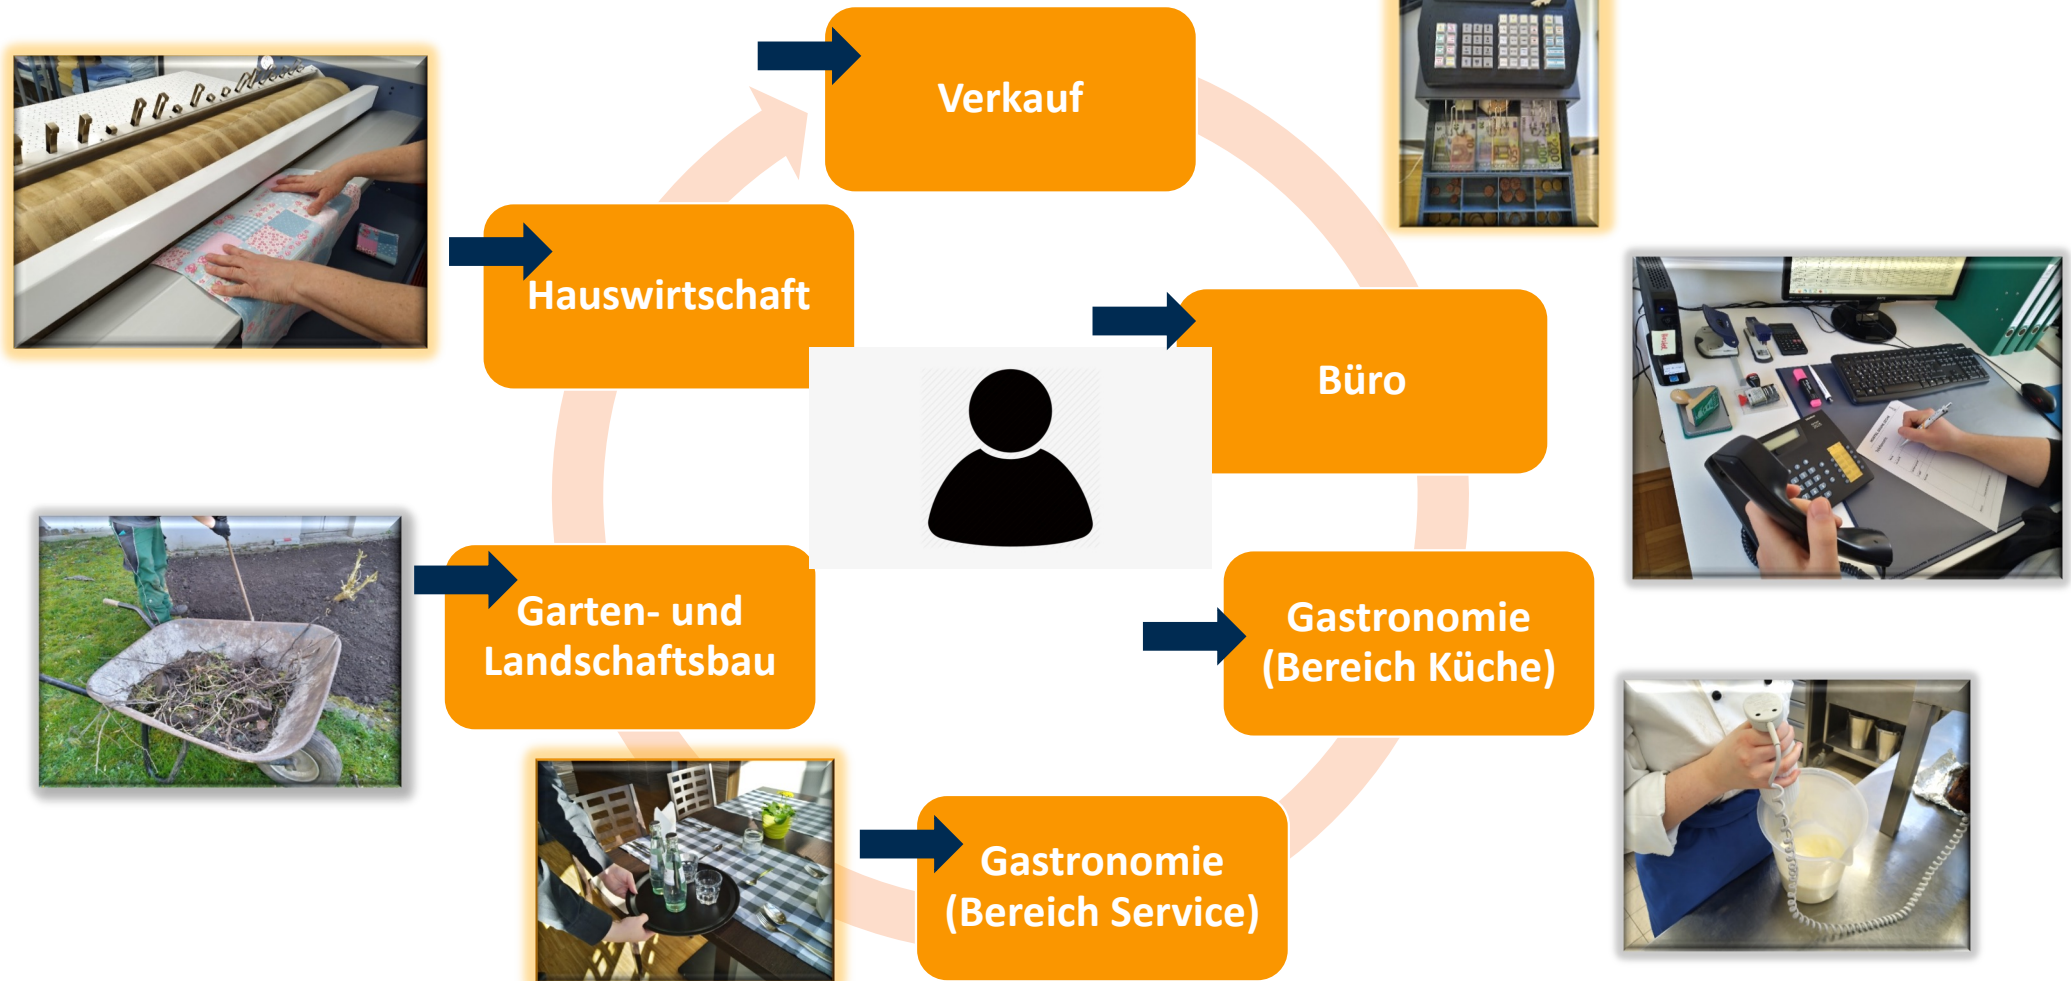 Verkauf
Hauswirtschaft
Büro
Garten- und
Landschaftsbau
Gastronomie
(Bereich Küche)
Gastronomie
(Bereich Service)